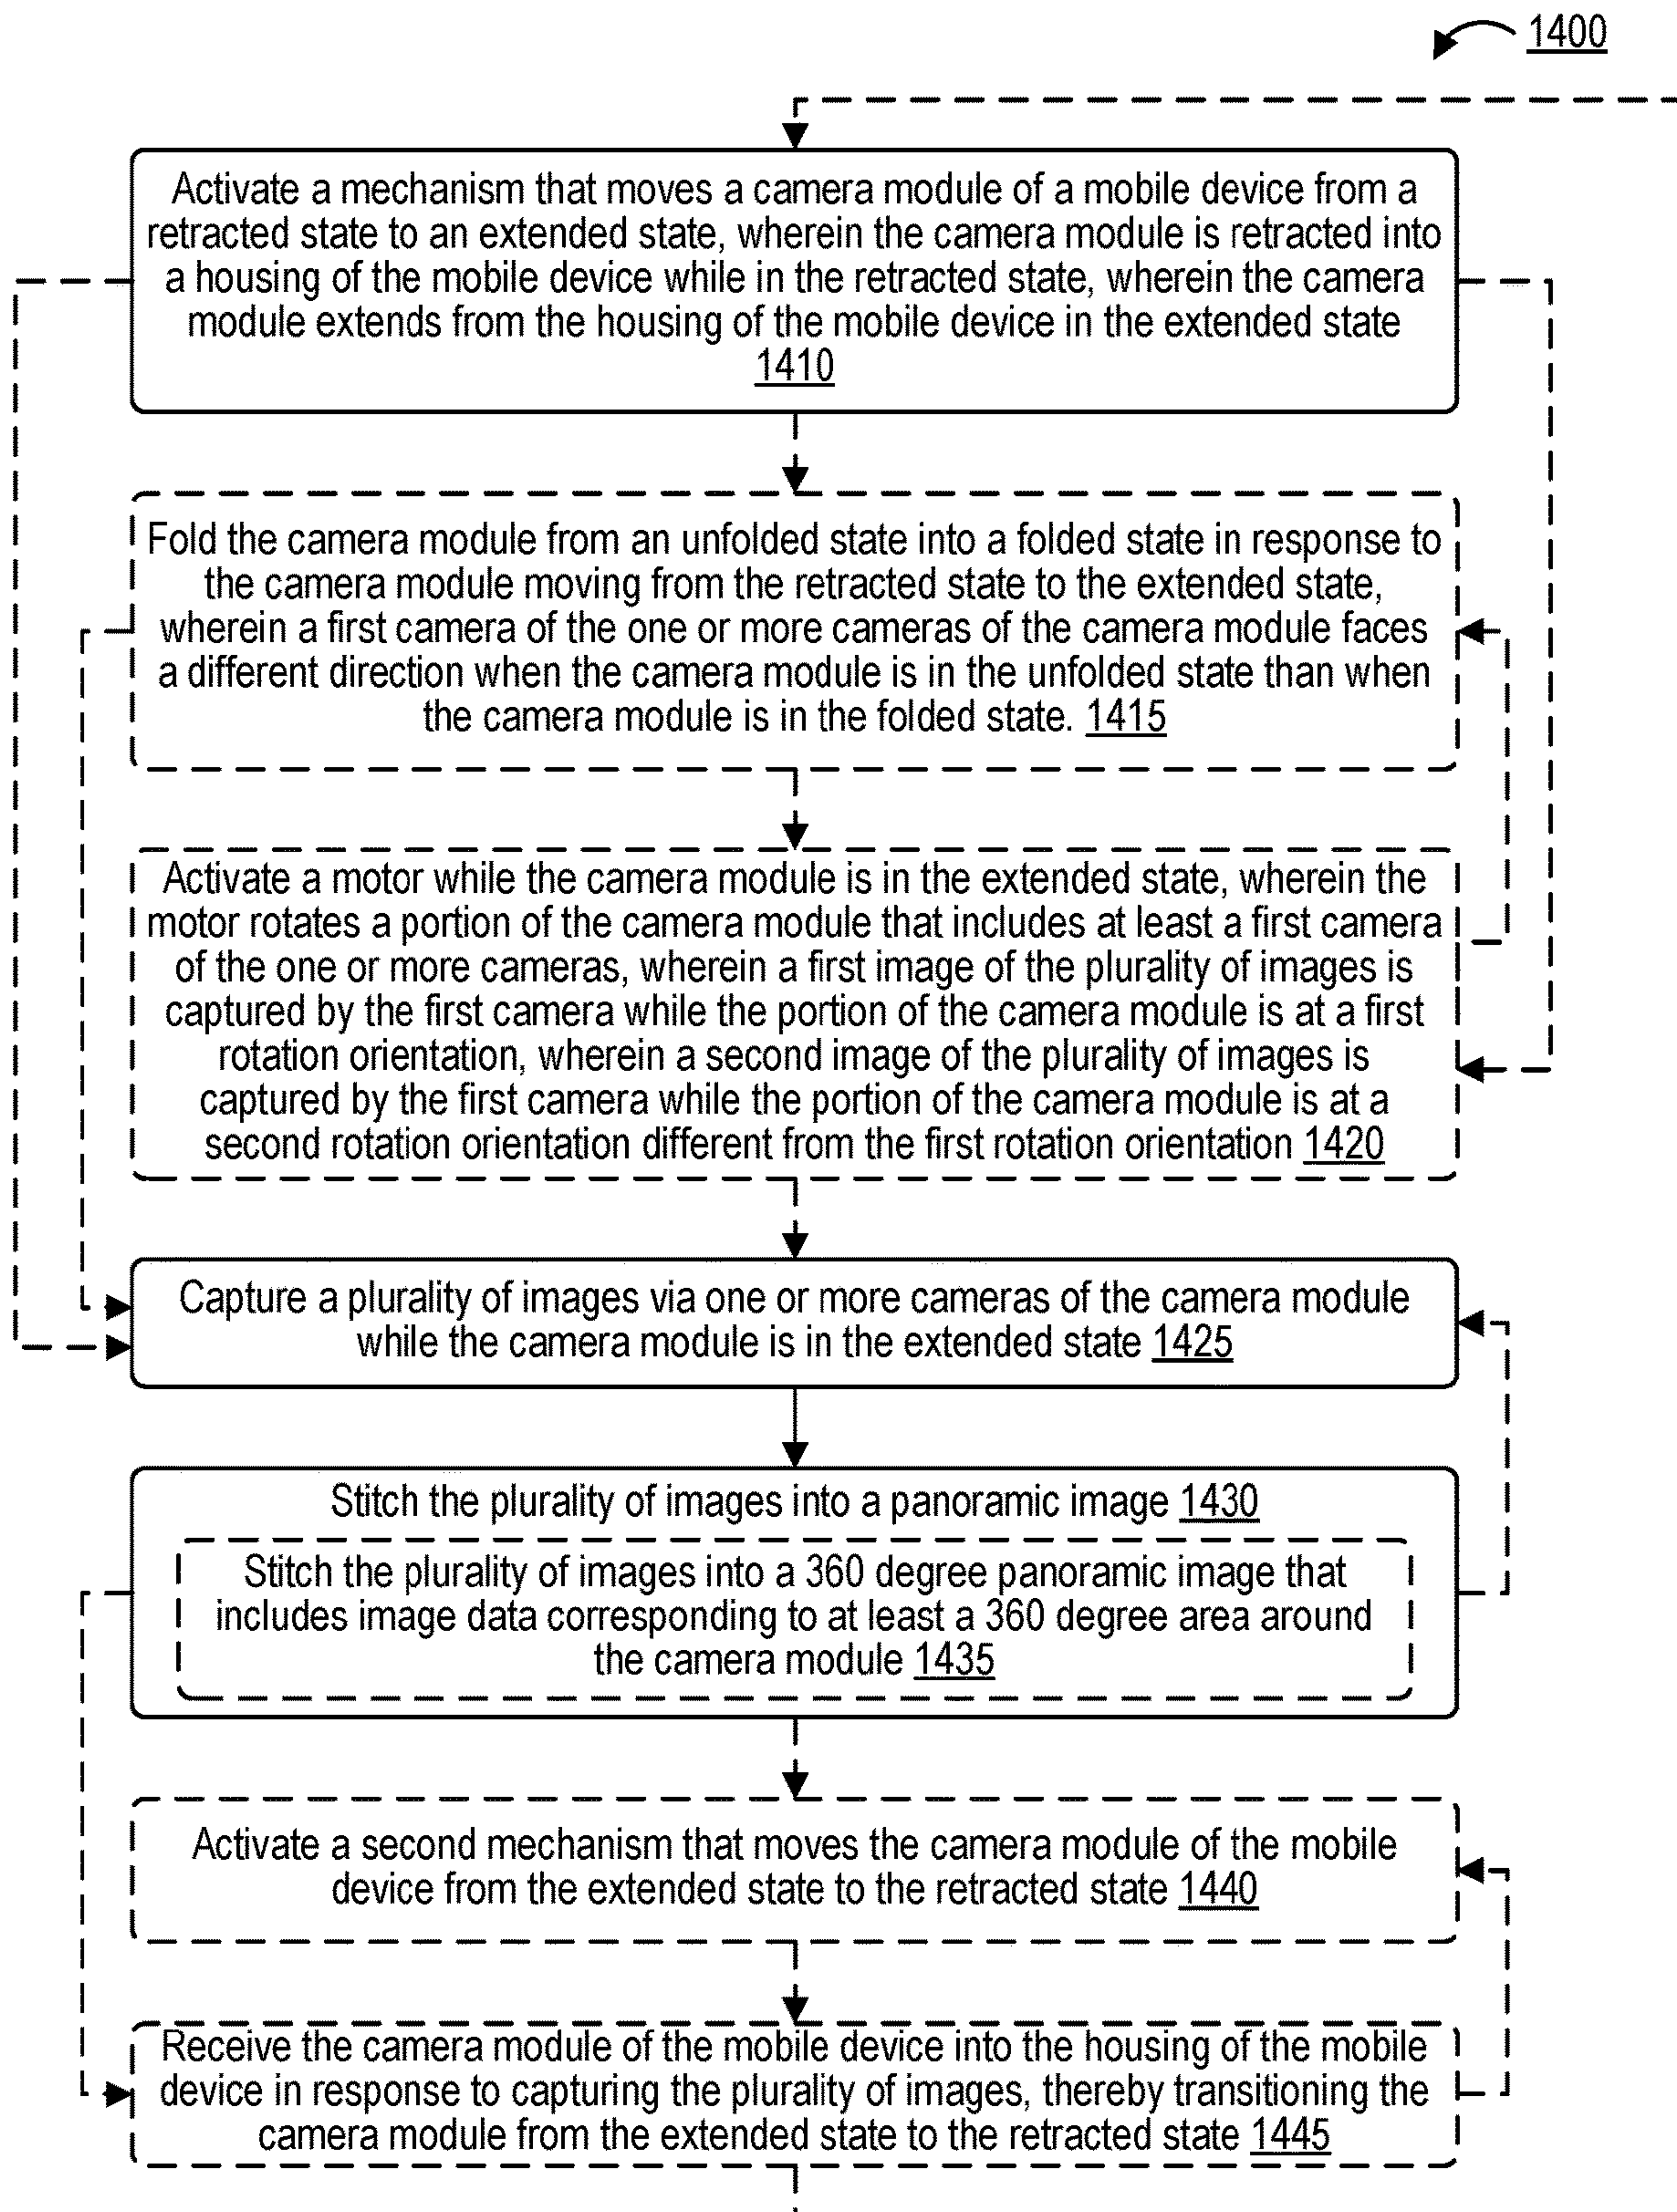 1400
Activate a mechanism that moves a camera module of a mobile device from a
retracted state to an extended state, wherein the camera module is retracted into
a housing of the mobile device while in the retracted state, wherein the camera
module extends from the housing of the mobile device in the extended state
1410
Fold the camera module from an unfolded state into a folded state in response to
the camera module moving from the retracted state to the extended state,
wherein a first camera of the one or more cameras of the camera module faces
a different direction when the camera module is in the unfolded state than when
the camera module is in the folded state. 1415
Activate a motor while the camera module is in the extended state, wherein the
motor rotates a portion of the camera module that includes at least a first camera
of the one or more cameras, wherein a first image of the plurality of images is
captured by the first camera while the portion of the camera module is at a first
rotation orientation, wherein a second image of the plurality of images is
captured by the first camera while the portion of the camera module is at a
second rotation orientation different from the first rotation orientation 1420
Capture a plurality of images via one or more cameras of the camera module
while the camera module is in the extended state 1425
Stitch the plurality of images into a panoramic image 1430
Stitch the plurality of images into a 360 degree panoramic image that
includes image data corresponding to at least a 360 degree area around
the camera module 1435
Activate a second mechanism that moves the camera module of the mobile
device from the extended state to the retracted state 1440
Receive the camera module of the mobile device into the housing of the mobile
device in response to capturing the plurality of images, thereby transitioning the
camera module from the extended state to the retracted state 1445